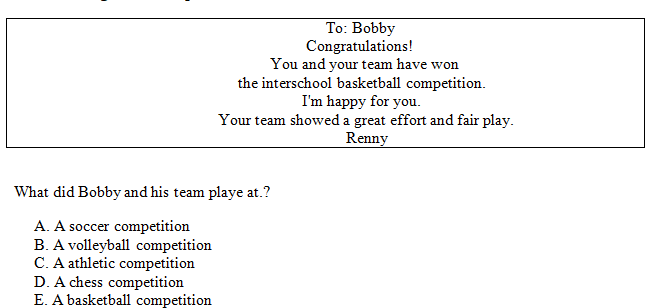 To: Bobby
Congratulations!
You and your team have won
the interschool basketball competition.
I'm happy for you.
Your team showed a great effort and fair play.
Renny
What did Bobby and his team playe at.?
A. A soccer competition
B. A volleyball competition
C. A athletic competition
D. A chess competition
E. A basketball competition